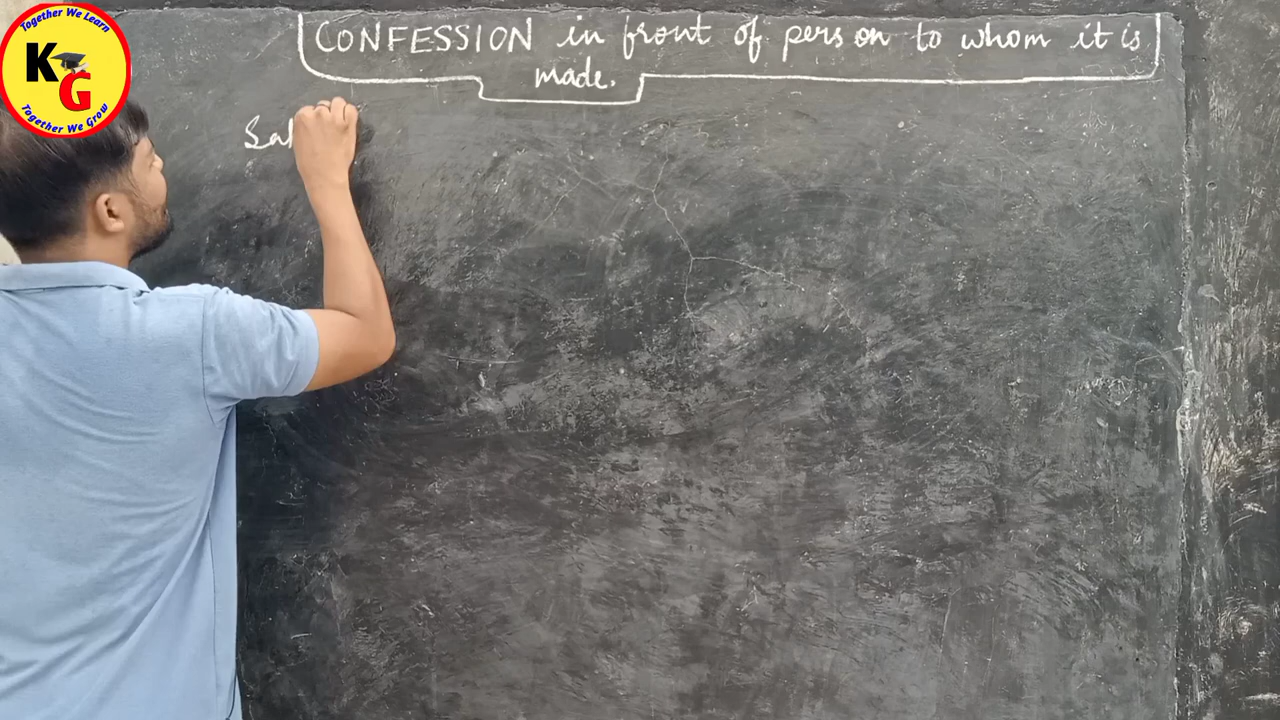 Together We Learn
KG
Together We Grow
CONFESSION in front of person to whom it is
made.